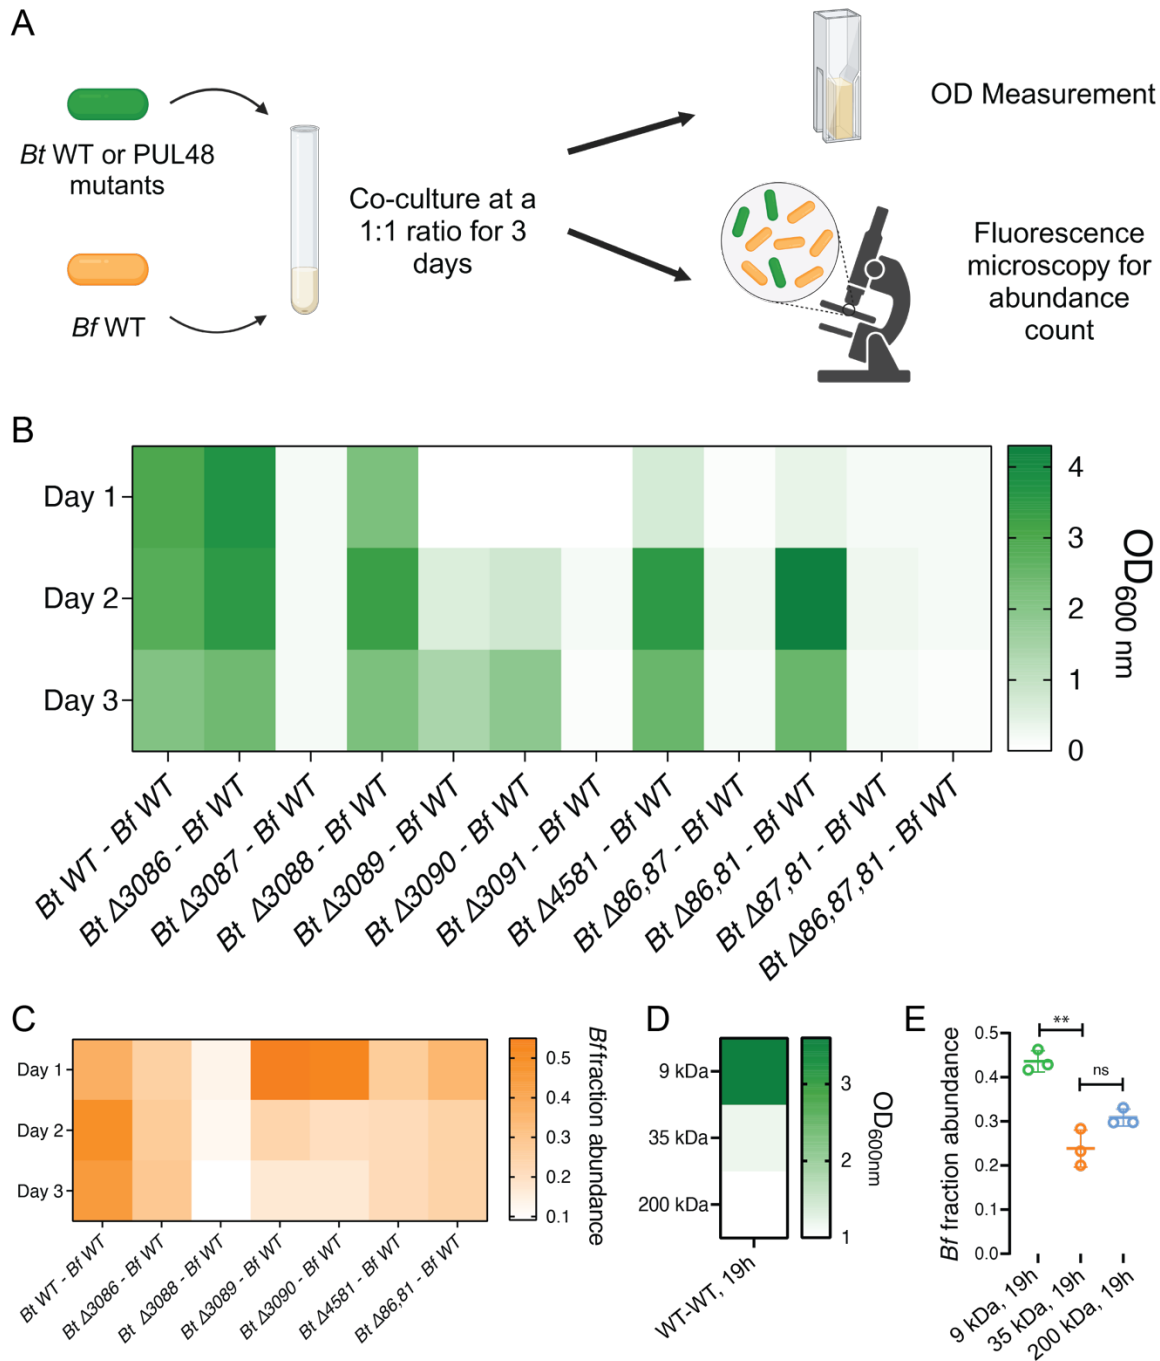 A
Bt WT or PUL48
mutants
Bf WT
Co-culture at a
1:1 ratio for 3
days
OD Measurement
Fluorescence
microscopy for
abundance
count
B
Day 1
Day 2
Day 3
Bt WT - Bf WT
Bt Δ3086 - Bf WT
Bt Δ3087 - Bf WT
Bt Δ3088 - Bf WT
Bt Δ3089 - Bf WT
Bt Δ3090 - Bf WT
Bt Δ3091 - Bf WT
Bt Δ4581 - Bf WT
Bt Δ86,87 - Bf WT
Bt Δ86,81 - Bf WT
Bt Δ87,81 - Bf WT
Bt Δ86,87,81 - Bf WT
4
3
2
1
0
OD600 nm
C
Day 1
Day 2
Day 3
Bt WT - Bf WT
Bt Δ3086 - Bf WT
Bt Δ3088 - Bf WT
Bt Δ3089 - Bf WT
Bt Δ3090 - Bf WT
Bt Δ4581 - Bf WT
Bt Δ86,81 - Bf WT
0.5
0.4
0.3
0.2
0.1
Bf fraction abundance
D
9 kDa
35 kDa
200 kDa
WT-WT, 19h
3
2
1
OD600nm
E
Bf fraction abundance
0.5
0.4
0.3
0.2
0.1
0.0
**
ns
9 kDa, 19h
35 kDa, 19h
200 kDa, 19h